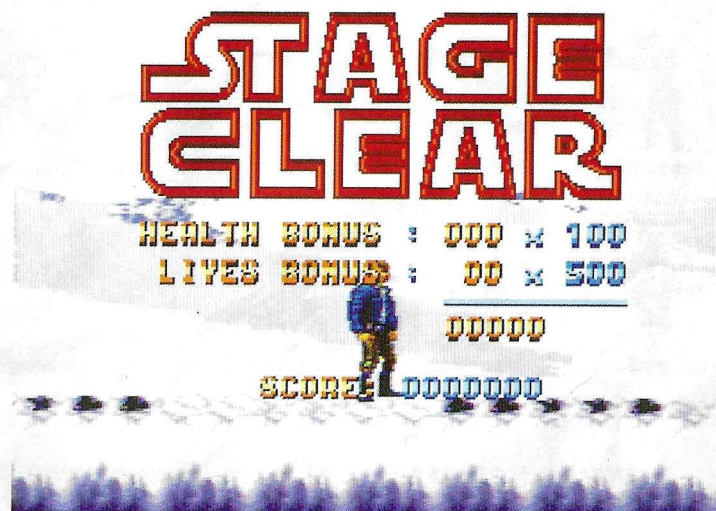 STAGE
CLEAR
HEALTH BONUS : 000 x 100
LIVES BONUS: 00 x 500
00000
SCORE: 0000000